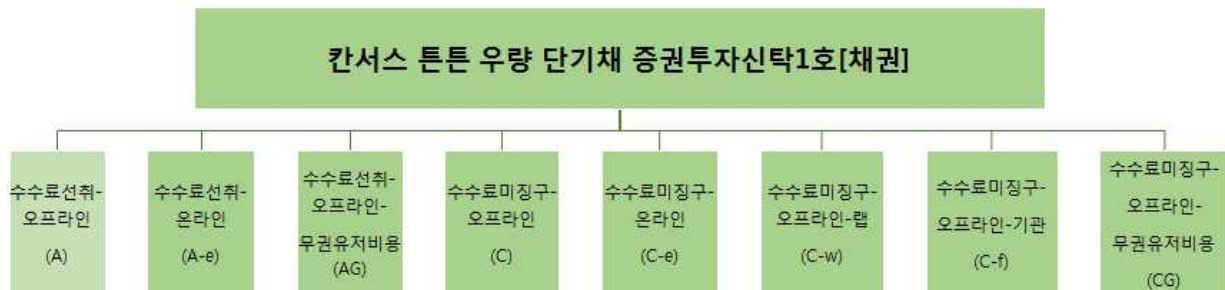 칸서스 튼튼 우량 단기채 증권투자신탁1호[채권]
수수료선취-
오프라인
(A)
수수료선취-
온라인
(A-e)
수수료선취-
오프라인-
무권유저비용
(AG)
수수료미징구-
오프라인
(C)
수수료미징구-
온라인
(C-e)
수수료미징구-
오프라인-랩
(C-w)
수수료미징구-
오프라인-기관
(C-f)
수수료미징구-
오프라인-
무권유저비용
(CG)